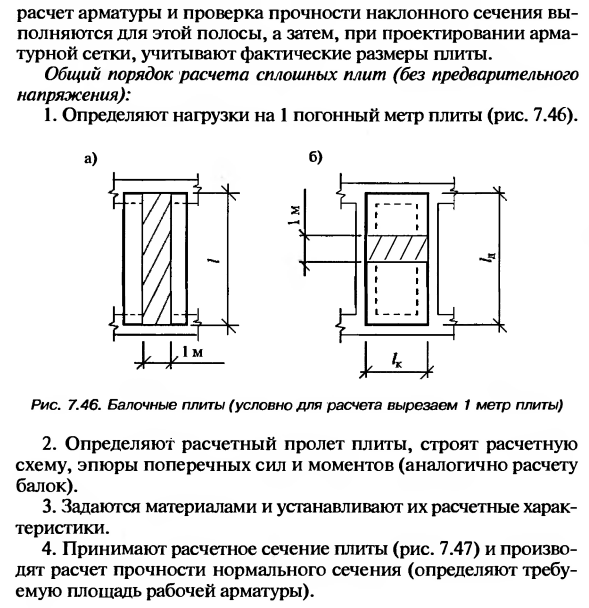 расчет арматуры и проверка прочности наклонного сечения вы-
полняются для этой полосы, а затем, при проектировании арма-
турной сетки, учитывают фактические размеры плиты.
Общий порядок расчета сплошных плит (без предварительного
напряжения):
1. Определяют нагрузки на 1 погонный метр плиты (рис. 7.46).
а)
б)
1 м
l
lд
1 м
lк
Рис. 7.46. Балочные плиты (условно для расчета вырезаем 1 метр плиты)
2. Определяют расчетный пролет плиты, строят расчетную
схему, эпюры поперечных сил и моментов (аналогично расчету
балок).
3. Задаются материалами и устанавливают их расчетные харак-
теристики.
4. Принимают расчетное сечение плиты (рис. 7.47) и произво-
дят расчет прочности нормального сечения (определяют требу-
емую площадь рабочей арматуры).